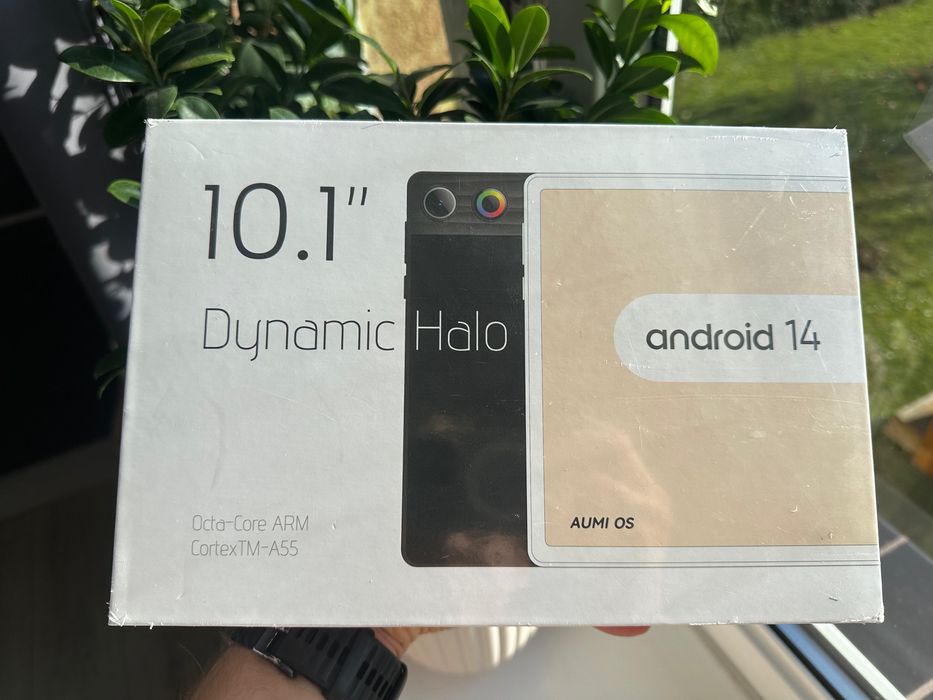 10.1"
Dynamic Halo
android 14
AUMI OS
Octa-Core ARM
CortexTM-A55